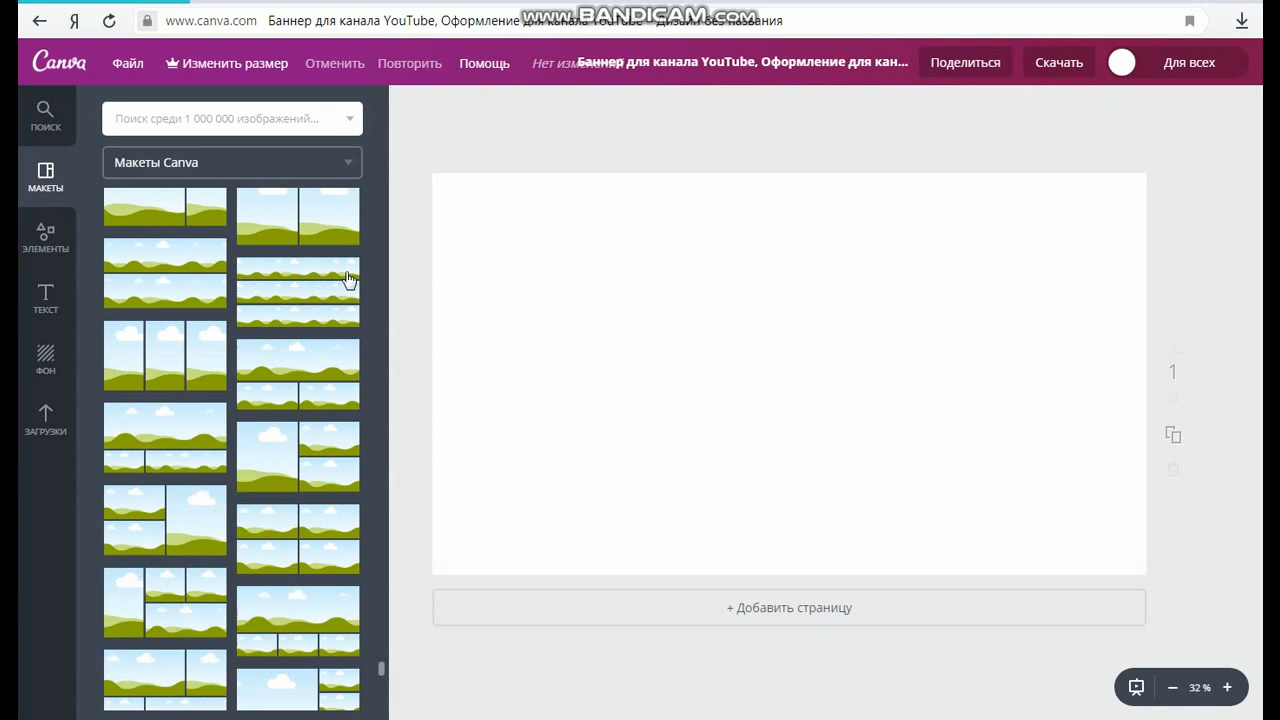 www.BANDICAM.com
Я
www.canva.com
Баннер для канала YouTube, Оформление для канала YouTube – Дизайн без названия
Canva
Файл
Изменить размер
Отменить
Повторить
Помощь
Нет
Баннер для канала YouTube, Оформление для кан...
Поделиться
Скачать
Для всех
ПОИСК
Поиск среди 1 000 000 изображений...
Макеты Canva
МАКЕТЫ
ЭЛЕМЕНТЫ
ТЕКСТ
ФОН
ЗАГРУЗКИ
1
+ Добавить страницу
32 %